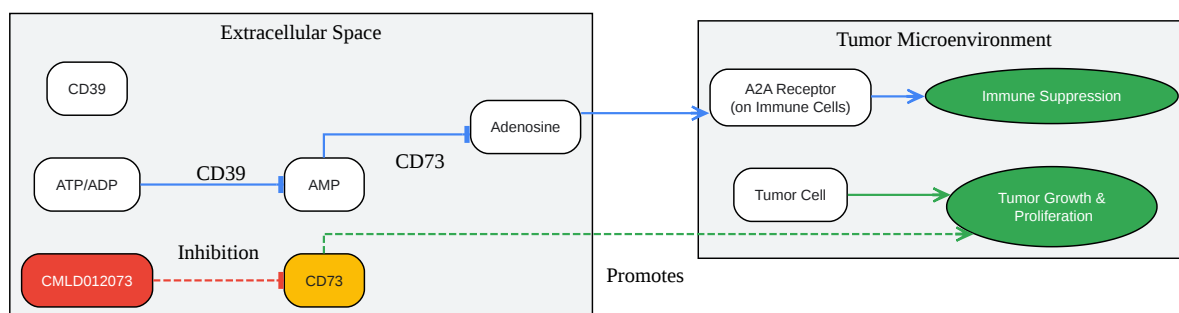 Extracellular Space
Tumor Microenvironment
CD39
A2A Receptor
(on Immune Cells)
Immune Suppression
Adenosine
CD73
ATP/ADP
CD39
AMP
Tumor Cell
Tumor Growth &
Proliferation
Inhibition
CMLD012073
CD73
Promotes